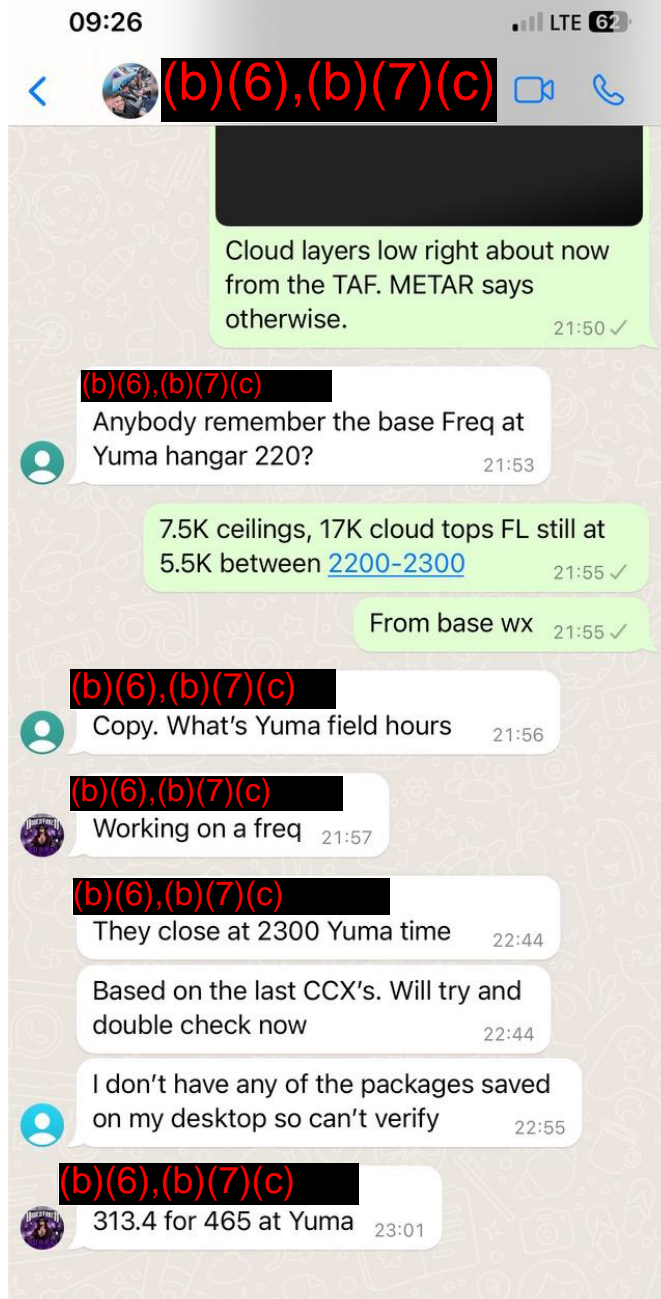 09:26
LTE 62
(b)(6),(b)(7)(c)
Cloud layers low right about now
from the TAF. METAR says
otherwise.
21:50
(b)(6),(b)(7)(c)
Anybody remember the base Freq at
Yuma hangar 220?
21:53
7.5K ceilings, 17K cloud tops FL still at
5.5K between 2200-2300
21:55
From base wx 21:55
(b)(6),(b)(7)(c)
Copy. What’s Yuma field hours 21:56
(b)(6),(b)(7)(c)
Working on a freq 21:57
(b)(6),(b)(7)(c)
They close at 2300 Yuma time 22:44
Based on the last CCX’s. Will try and
double check now
22:44
I don’t have any of the packages saved
on my desktop so can’t verify
22:55
(b)(6),(b)(7)(c)
313.4 for 465 at Yuma 23:01